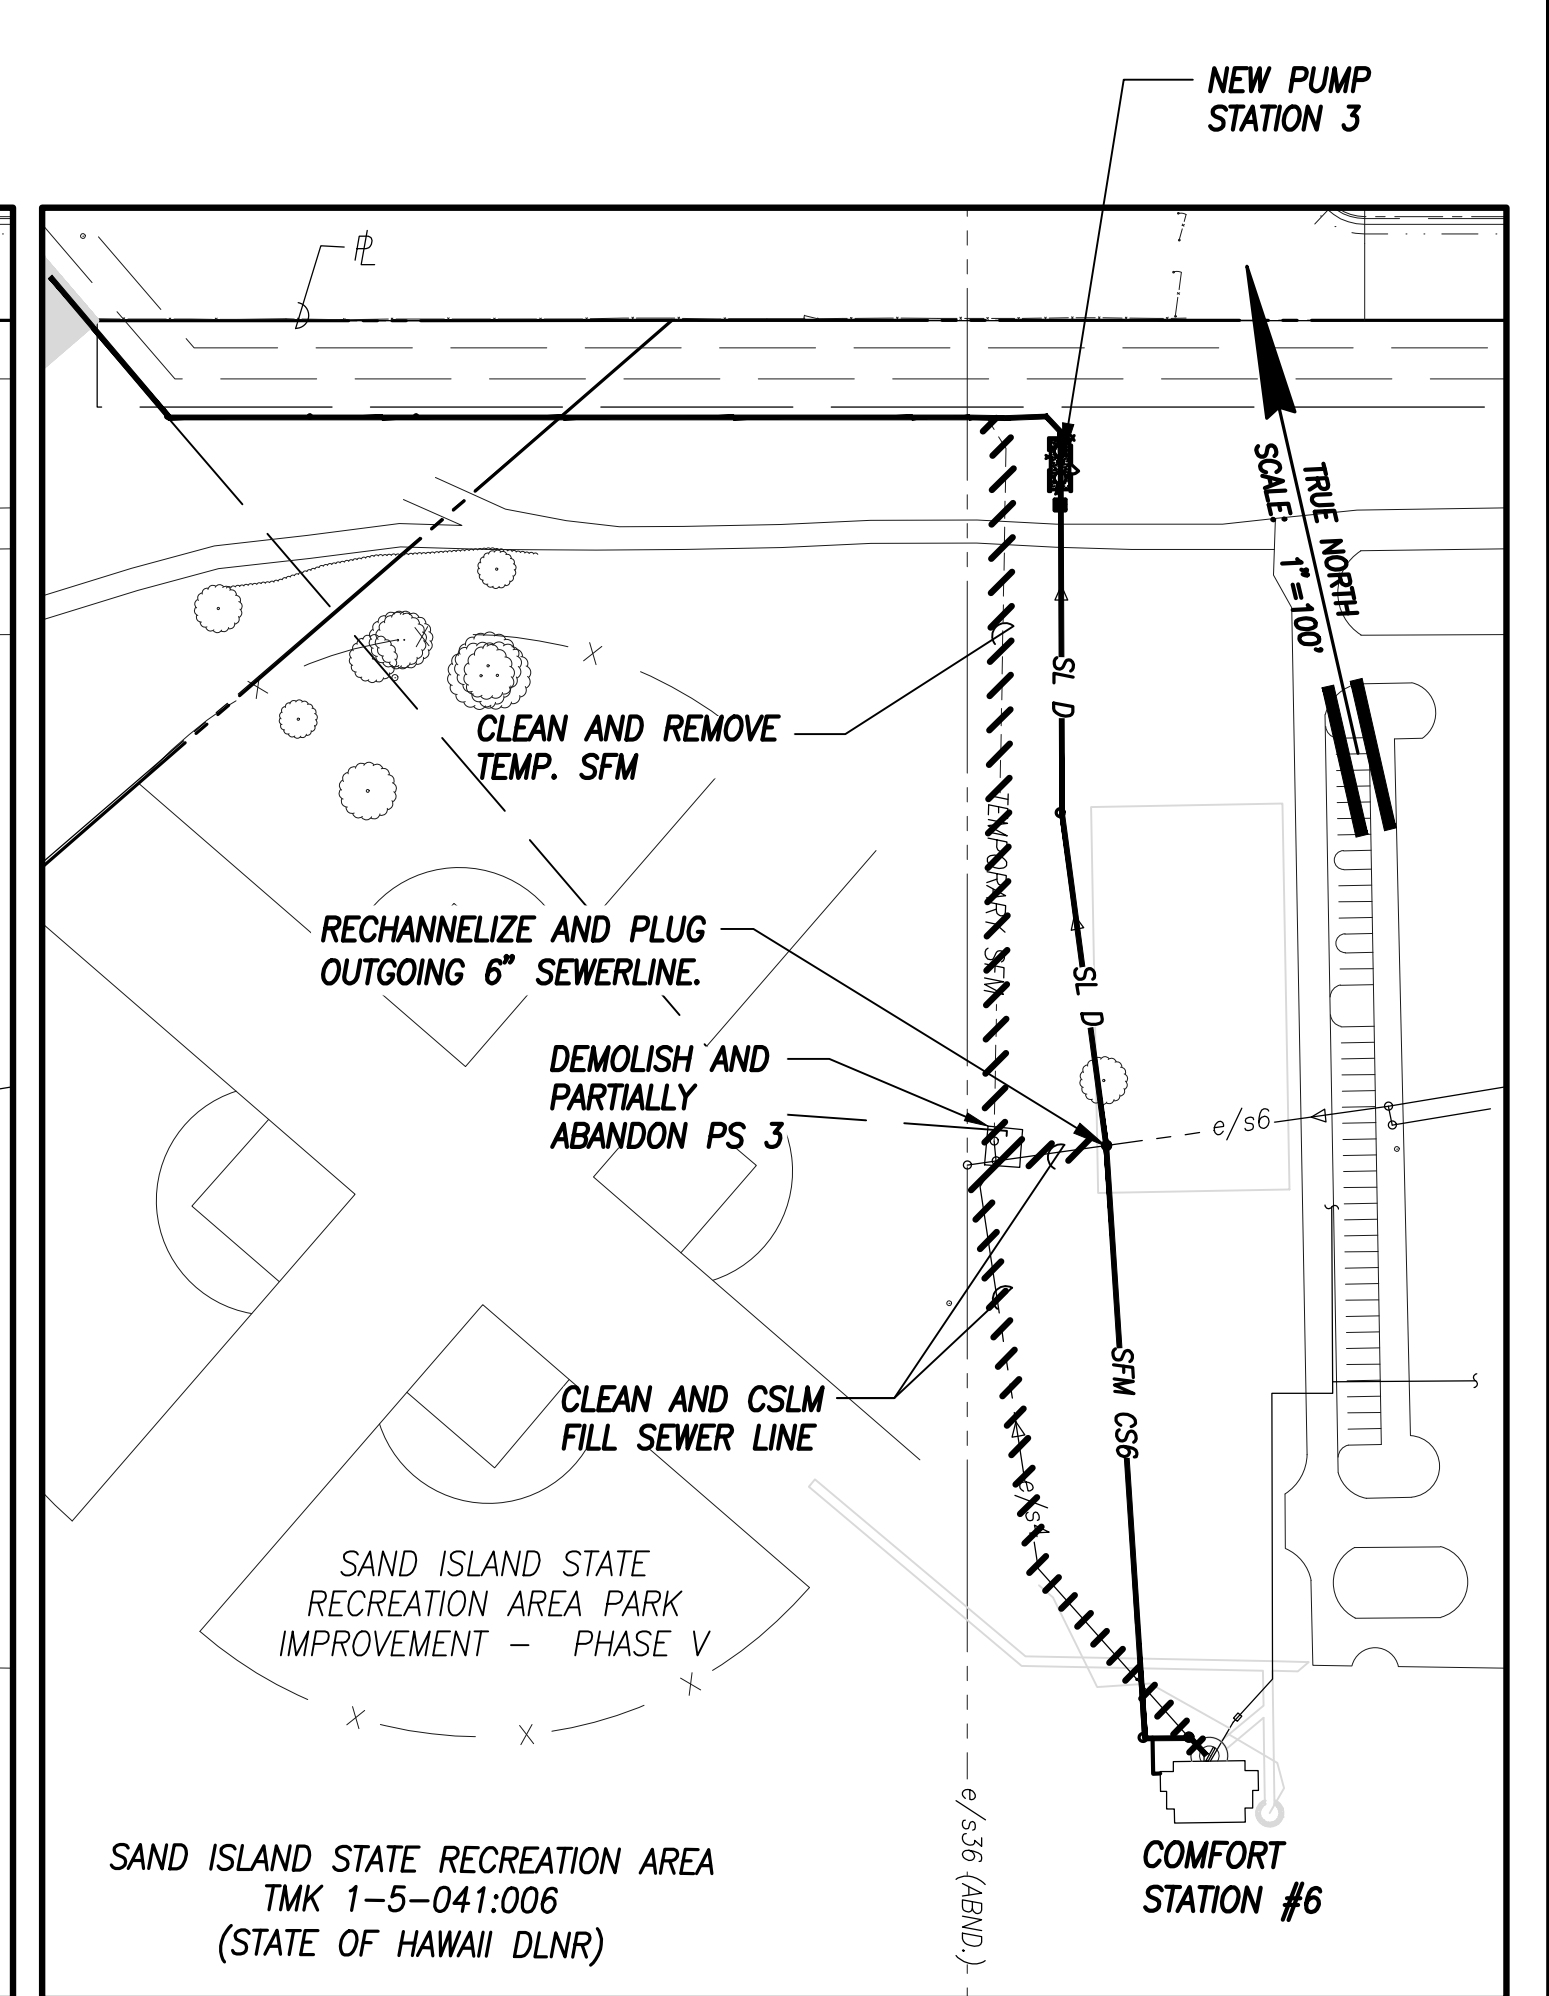 NEW PUMP
STATION 3
PL
TRUE NORTH
SCALE: 1"=100'
SL D
CLEAN AND REMOVE
TEMP. SFM
TEMPORARY SFM
RECHANNELIZE AND PLUG
OUTGOING 6" SEWERLINE.
SL D
DEMOLISH AND
PARTIALLY
ABANDON PS 3
e/s6
SFM CS6
CLEAN AND CSLM
FILL SEWER LINE
SAND ISLAND STATE
RECREATION AREA PARK
IMPROVEMENT - PHASE V
e/s36 (ABND.)
SAND ISLAND STATE RECREATION AREA
TMK 1-5-041:006
(STATE OF HAWAII DLNR)
COMFORT
STATION #6